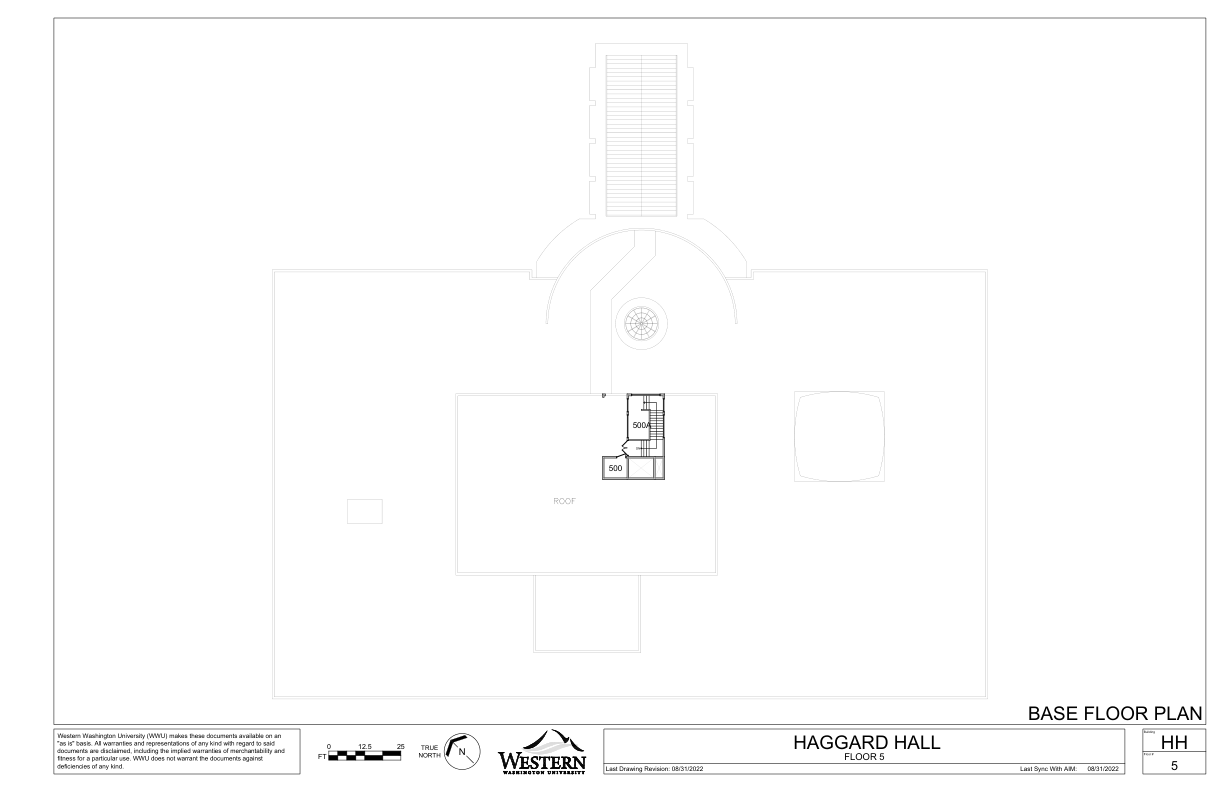 500A
500
ROOF
BASE FLOOR PLAN
Western Washington University (WWU) makes these documents available on an
"as is" basis. All warranties and representations of any kind with regard to said
documents are disclaimed, including the implied warranties of merchantability and
fitness for a particular use. WWU does not warrant the documents against
deficiencies of any kind.
0 12.5 25
FT
TRUE
NORTH
N
WESTERN
WASHINGTON UNIVERSITY
HAGGARD HALL
FLOOR 5
Last Drawing Revision: 08/31/2022
Last Sync With AIM: 08/31/2022
Building
HH
5